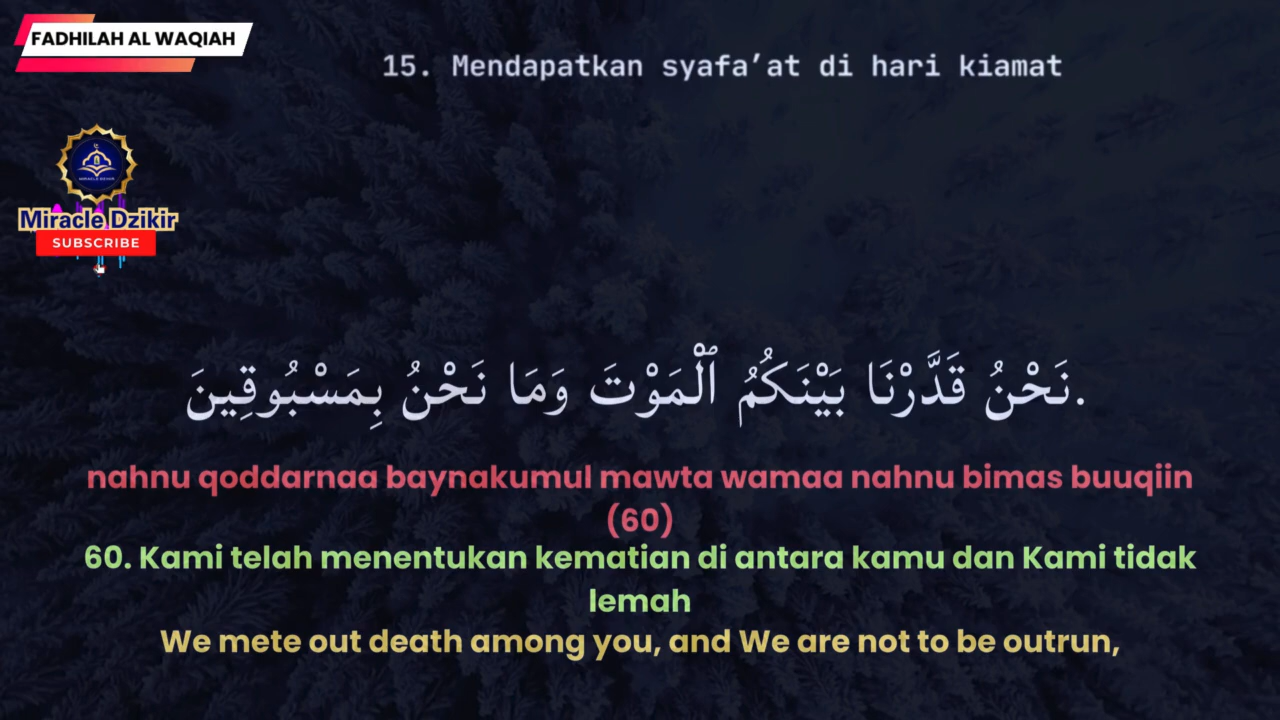 FADHILAH AL WAQIAH
15. Mendapatkan syafa’at di hari kiamat
Miracle Dzikir
SUBSCRIBE
نَحْنُ قَدَّرْنَا بَيْنَكُمُ ٱلْمَوْتَ وَمَا نَحْنُ بِمَسْبُوقِينَ.
nahnu qoddarnaa baynakumul mawta wamaa nahnu bimas buuqiin
(60)
60. Kami telah menentukan kematian di antara kamu dan Kami tidak
lemah
We mete out death among you, and We are not to be outrun,